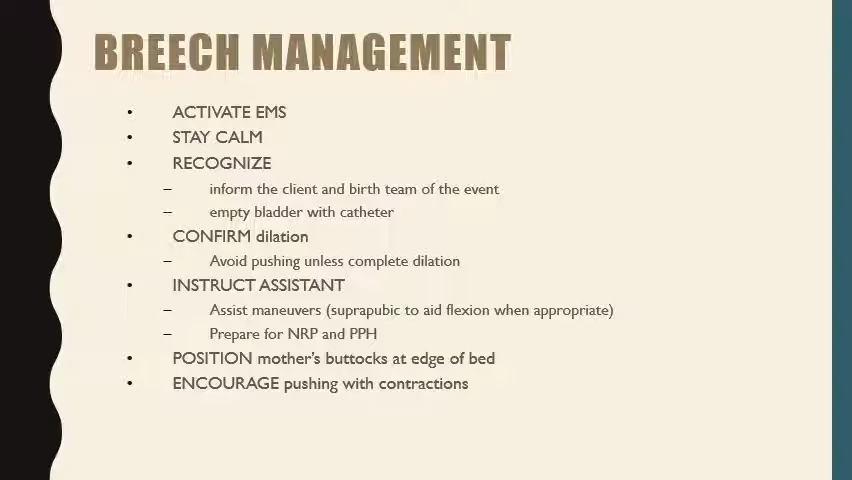 BREECH MANAGEMENT
• ACTIVATE EMS
• STAY CALM
• RECOGNIZE
– inform the client and birth team of the event
– empty bladder with catheter
• CONFIRM dilation
– Avoid pushing unless complete dilation
• INSTRUCT ASSISTANT
– Assist maneuvers (suprapubic to aid flexion when appropriate)
– Prepare for NRP and PPH
• POSITION mother's buttocks at edge of bed
• ENCOURAGE pushing with contractions